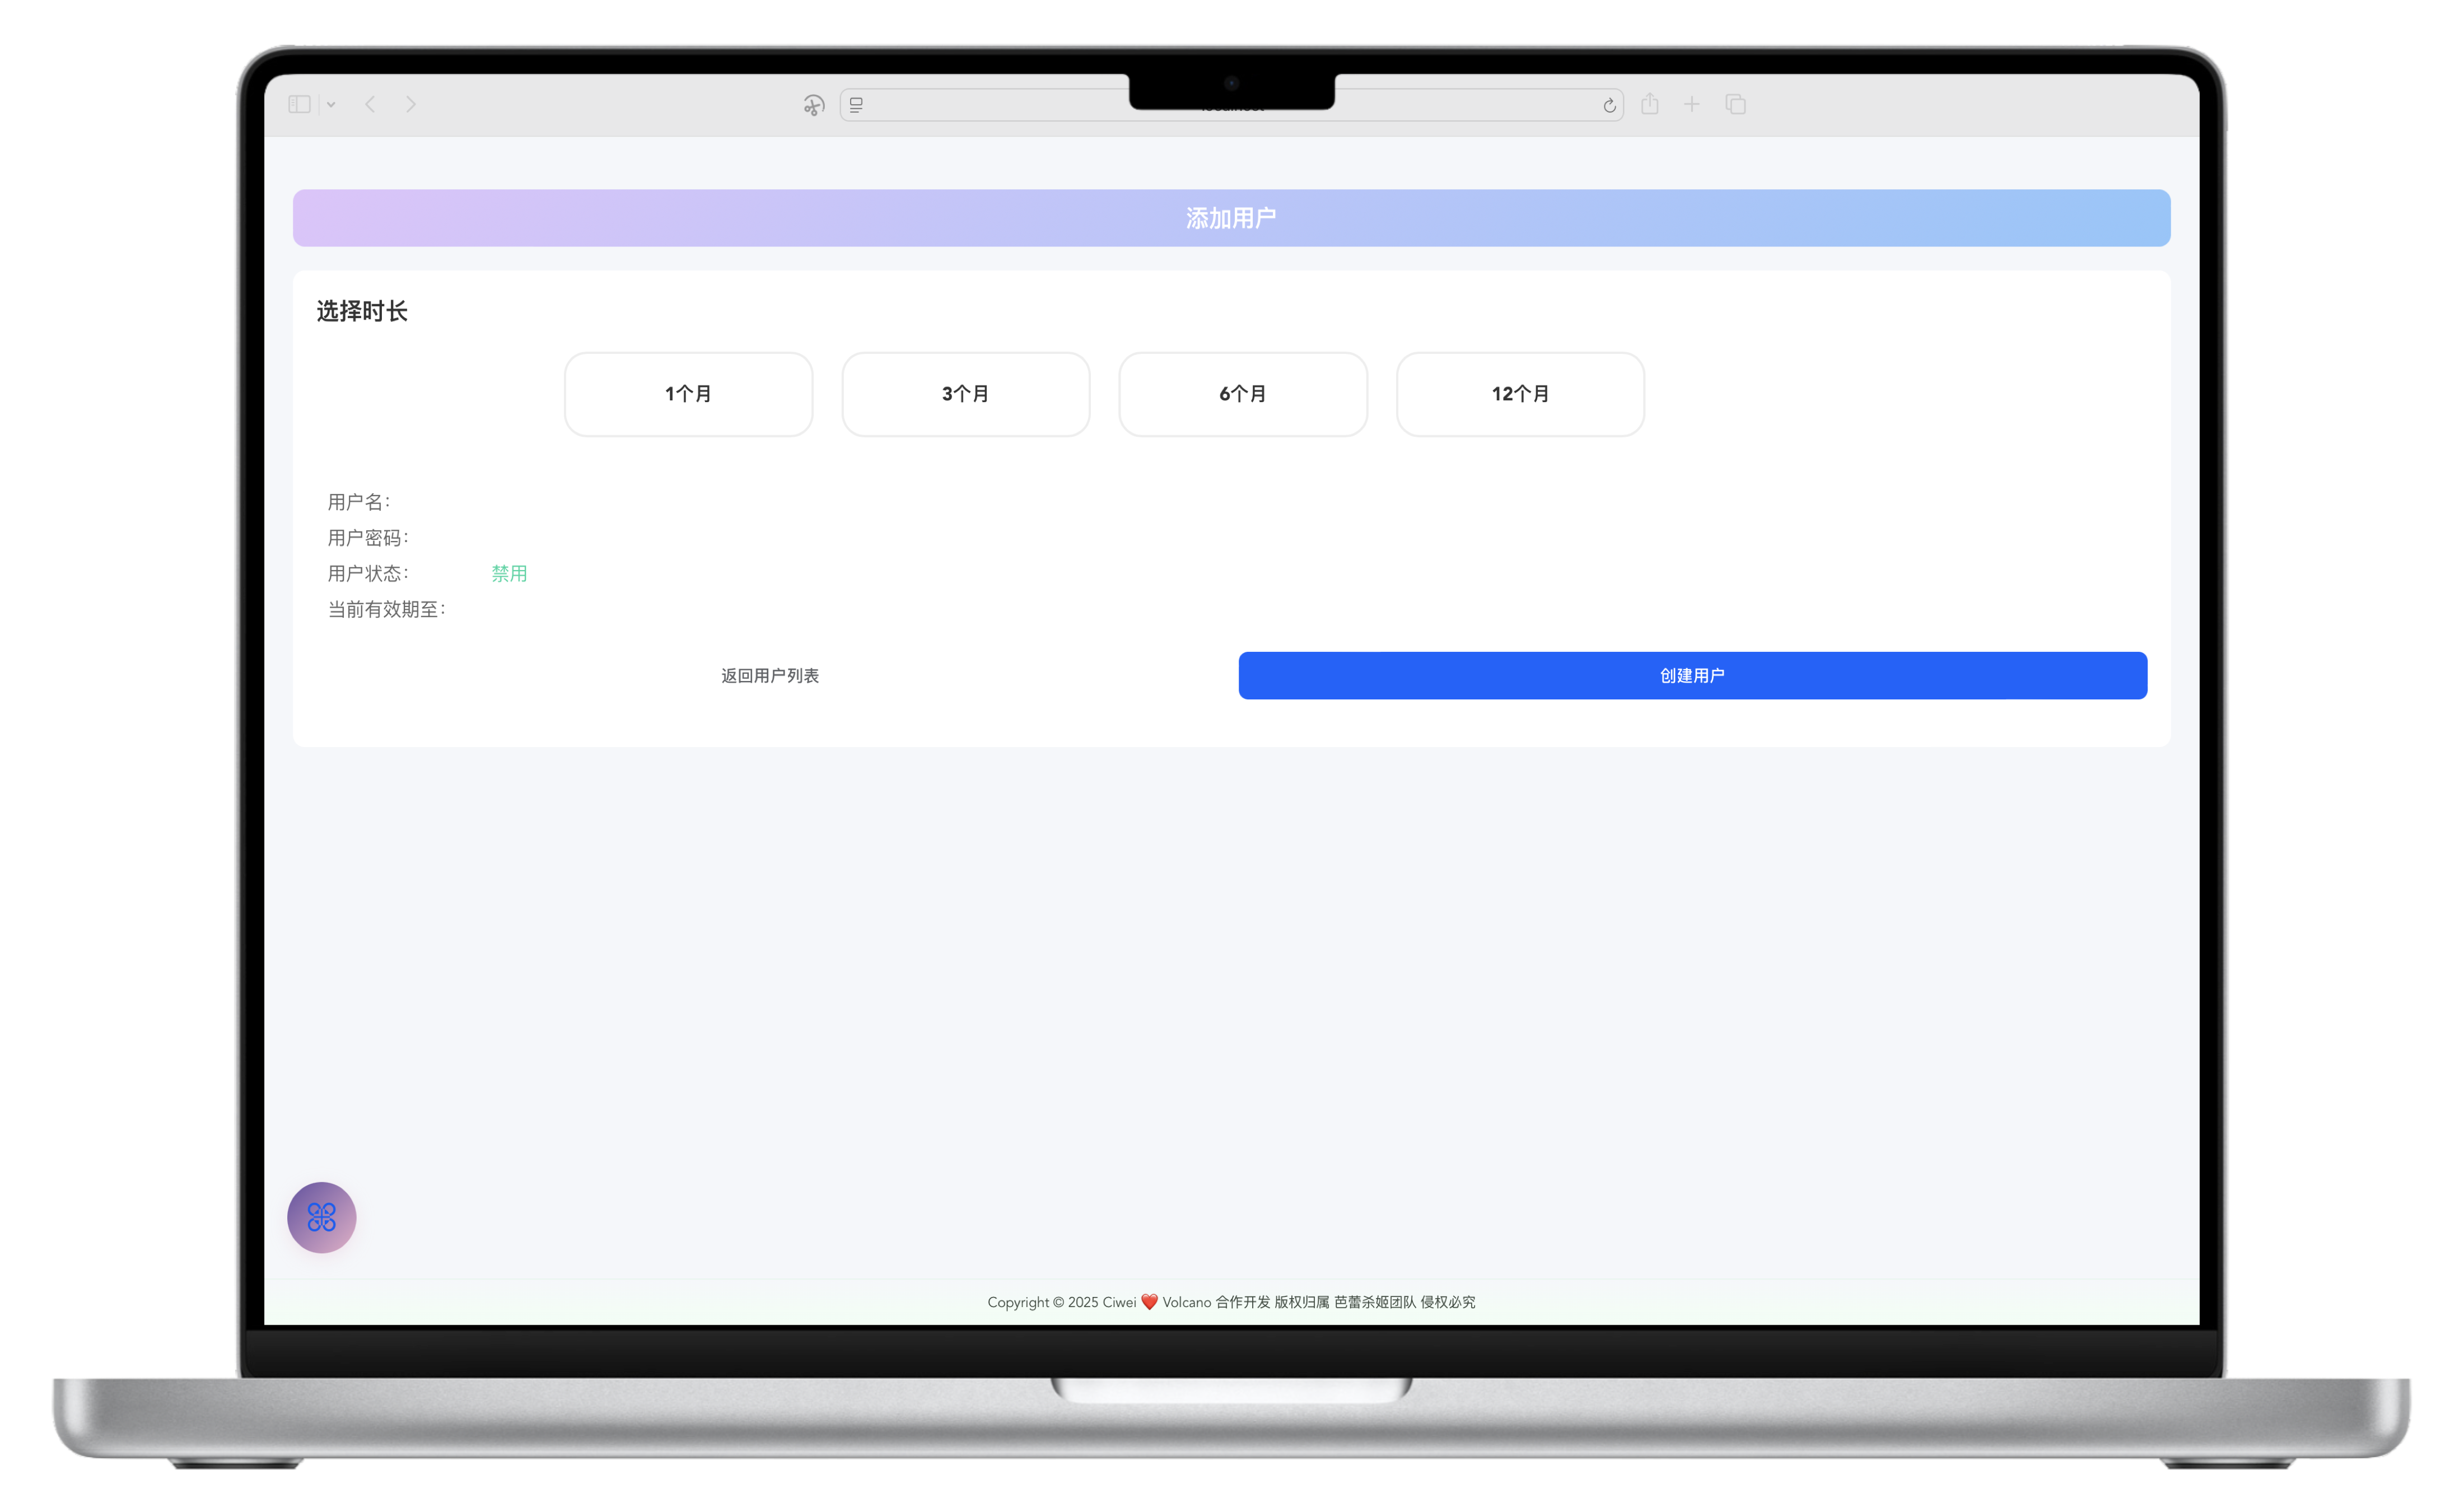 添加用户
选择时长
1个月
3个月
6个月
12个月
用户名：
用户密码：
用户状态： 禁用
当前有效期至：
返回用户列表
创建用户
Copyright © 2025 Ciwei ❤️ Volcano 合作开发 版权归属 芭蕾杀姬团队 侵权必究